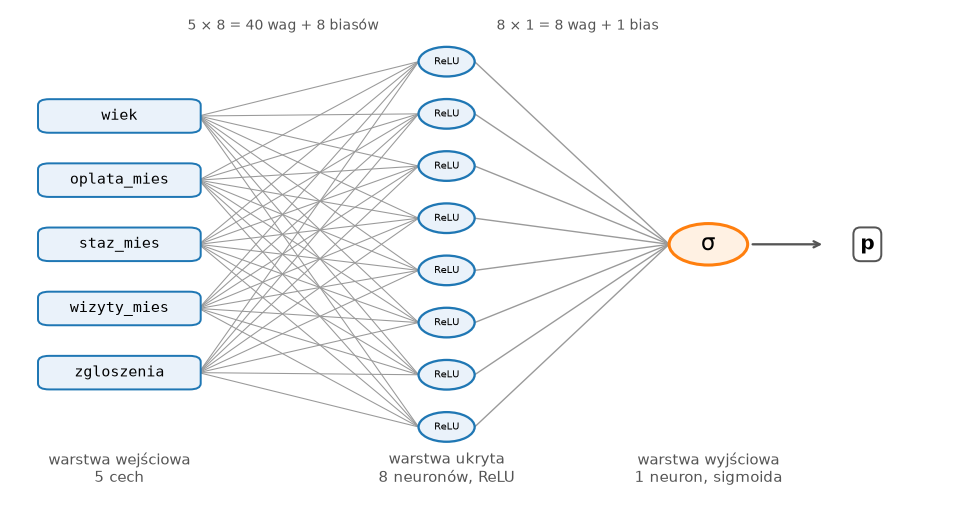 5 × 8 = 40 wag + 8 biasów
8 × 1 = 8 wag + 1 bias
wiek
oplata_mies
staz_mies
wizyty_mies
zgloszenia
ReLU
ReLU
ReLU
ReLU
ReLU
ReLU
ReLU
ReLU
σ
p
warstwa wejściowa
5 cech
warstwa ukryta
8 neuronów, ReLU
warstwa wyjściowa
1 neuron, sigmoida